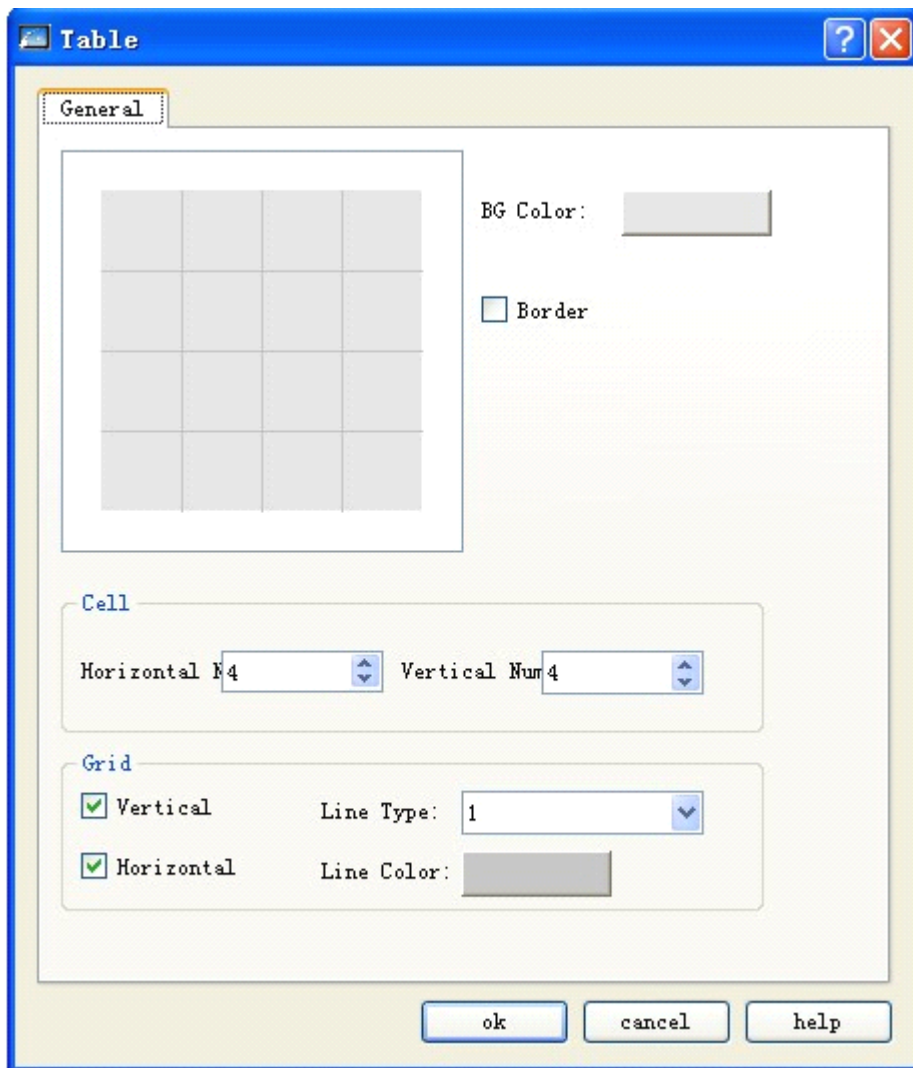 Table
General
BG Color:
Border
Cell
Horizontal 4 Vertical Num 4
Grid
Vertical Line Type: 1
Horizontal Line Color:
ok cancel help